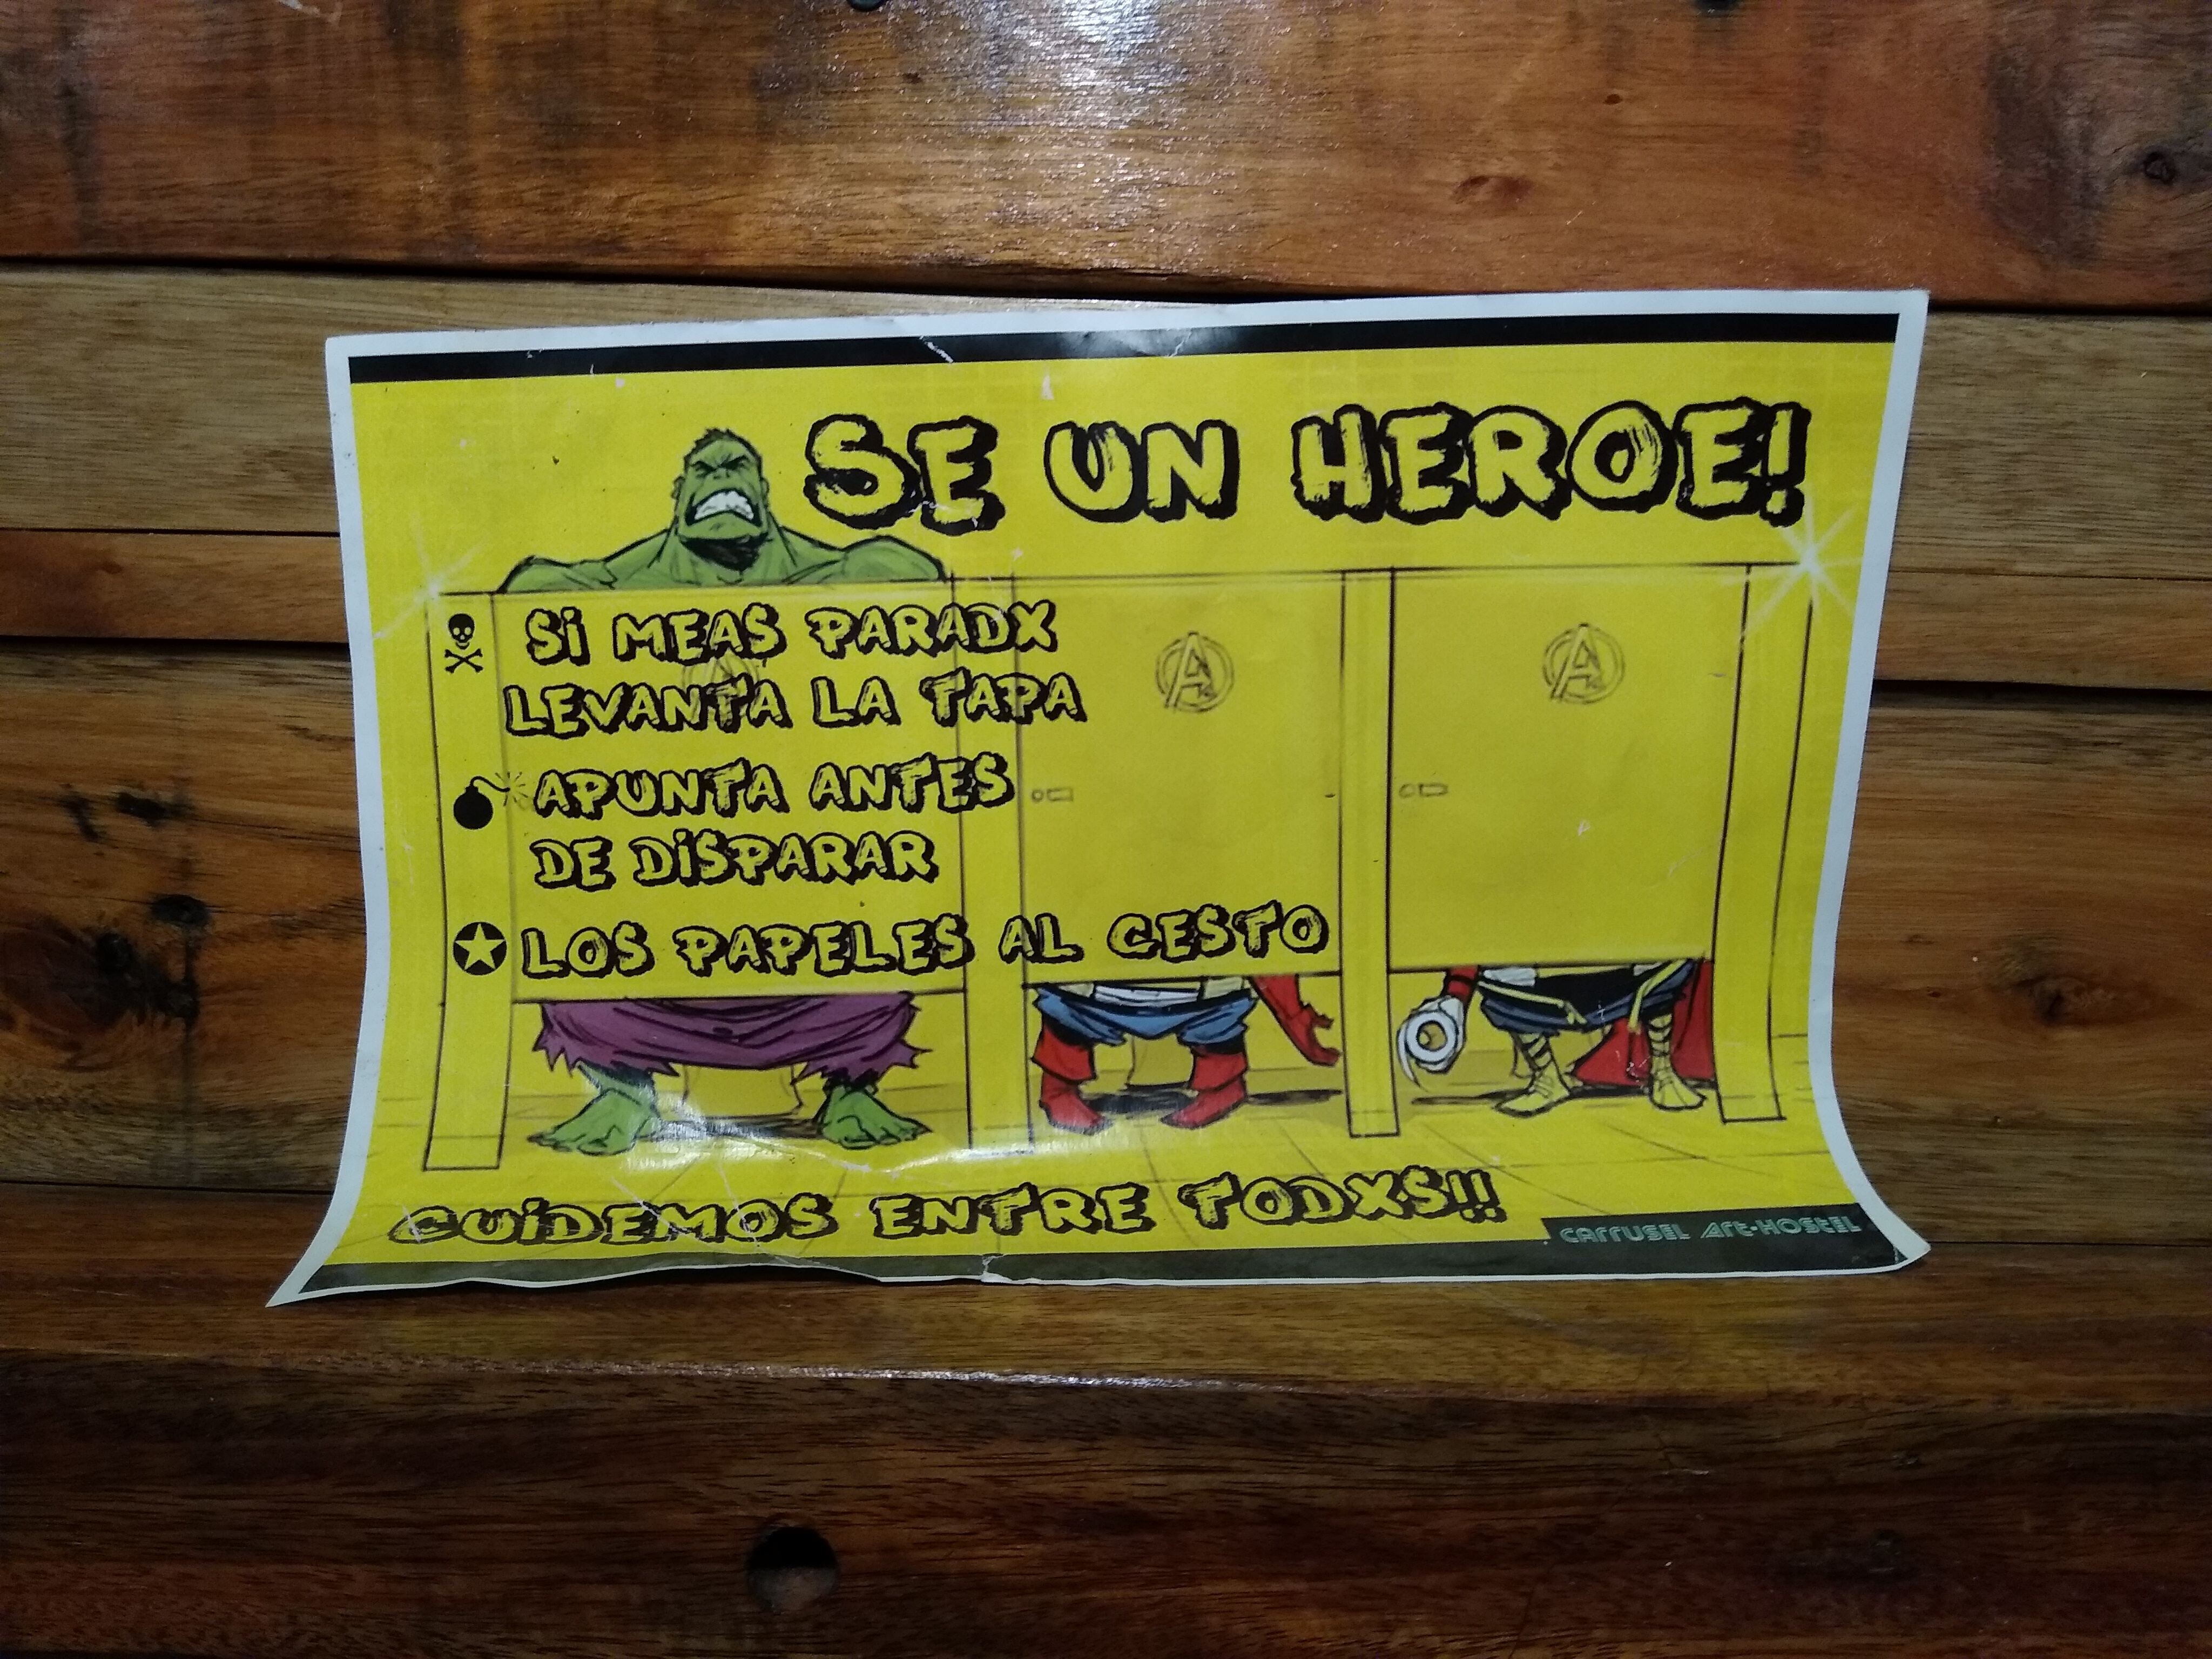 SE UN HEROE!
Si MEAS PARADX
LEVANTA LA TAPA
APUNTA ANTES
DE DiSPARAR
LOS PAPELES AL CESTO
CUiDEMOS ENTRE TODXS!!
CARRUSEL ART-HOSTEL